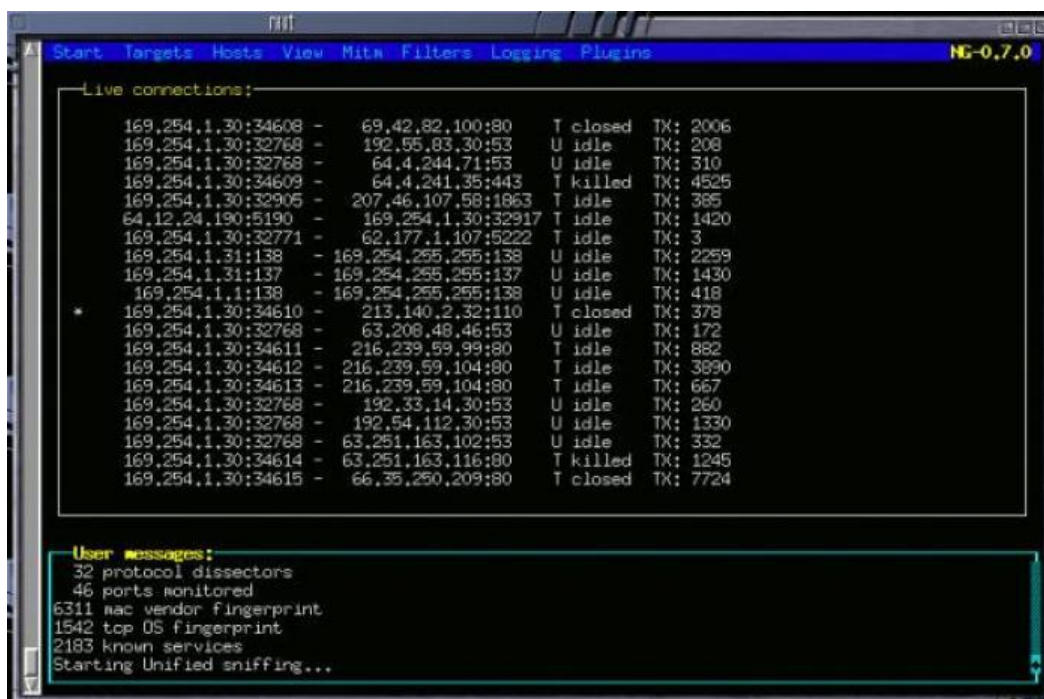 Start Targets Hosts View Mitm Filters Logging Plugins NG-0.7.0
Live connections:
169.254.1.30:34608 - 69.42.82.100:80 T closed TX: 2006
169.254.1.30:32768 - 192.55.83.30:53 U idle TX: 208
169.254.1.30:32768 - 64.4.244.71:53 U idle TX: 310
169.254.1.30:34609 - 64.4.241.35:443 T killed TX: 4525
169.254.1.30:32905 - 207.46.107.58:1863 T idle TX: 385
64.12.24.190:5190 - 169.254.1.30:32917 T idle TX: 1420
169.254.1.30:32771 - 62.177.1.107:5222 T idle TX: 3
169.254.1.31:138 - 169.254.255.255:138 U idle TX: 2259
169.254.1.31:137 - 169.254.255.255:137 U idle TX: 1430
169.254.1.1:138 - 169.254.255.255:138 U idle TX: 418
* 169.254.1.30:34610 - 213.140.2.32:110 T closed TX: 378
169.254.1.30:32768 - 63.208.48.46:53 U idle TX: 172
169.254.1.30:34611 - 216.239.59.99:80 T idle TX: 882
169.254.1.30:34612 - 216.239.59.104:80 T idle TX: 3890
169.254.1.30:34613 - 216.239.59.104:80 T idle TX: 667
169.254.1.30:32768 - 192.33.14.30:53 U idle TX: 260
169.254.1.30:32768 - 192.54.112.30:53 U idle TX: 1330
169.254.1.30:32768 - 63.251.163.102:53 U idle TX: 332
169.254.1.30:34614 - 63.251.163.116:80 T killed TX: 1245
169.254.1.30:34615 - 66.35.250.209:80 T closed TX: 7724
User messages:
32 protocol dissectors
46 ports monitored
6311 mac vendor fingerprint
1542 tcp OS fingerprint
2183 known services
Starting Unified sniffing...